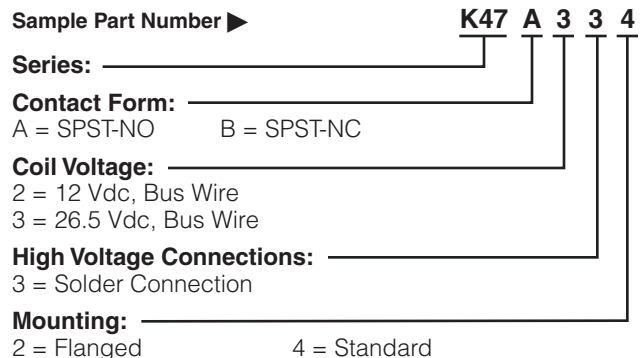 Sample Part Number ▶ K47 A 3 3 4
Series:
Contact Form:
A = SPST-NO B = SPST-NC
Coil Voltage:
2 = 12 Vdc, Bus Wire
3 = 26.5 Vdc, Bus Wire
High Voltage Connections:
3 = Solder Connection
Mounting:
2 = Flanged 4 = Standard